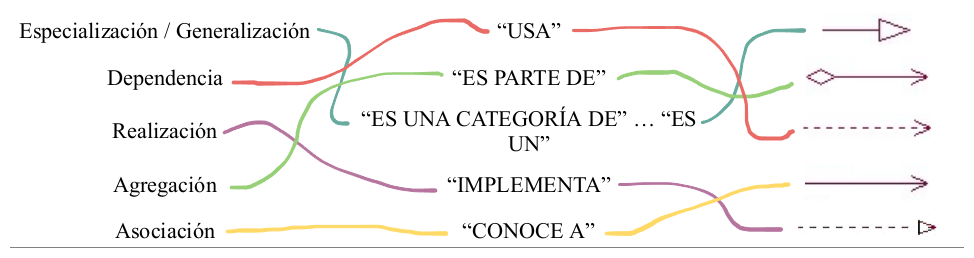 Especialización / Generalización
“USA”
Dependencia
“ES PARTE DE”
Realización
“ES UNA CATEGORÍA DE” … “ES
UN”
Agregación
“IMPLEMENTA”
Asociación
“CONOCE A”